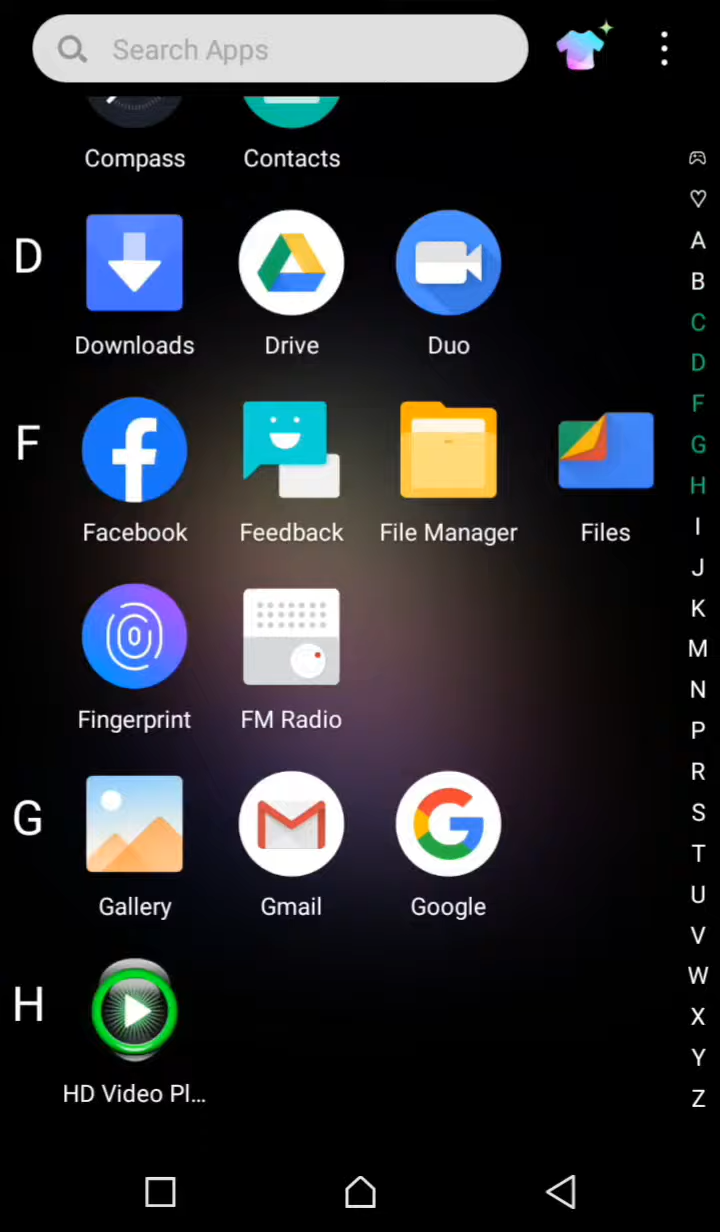 Search Apps
Compass Contacts
D
Downloads Drive Duo
F
Facebook Feedback File Manager Files
Fingerprint FM Radio
G
Gallery Gmail Google
H
HD Video Pl...
A
B
C
D
F
G
H
I
J
K
M
N
P
R
S
T
U
V
W
X
Y
Z